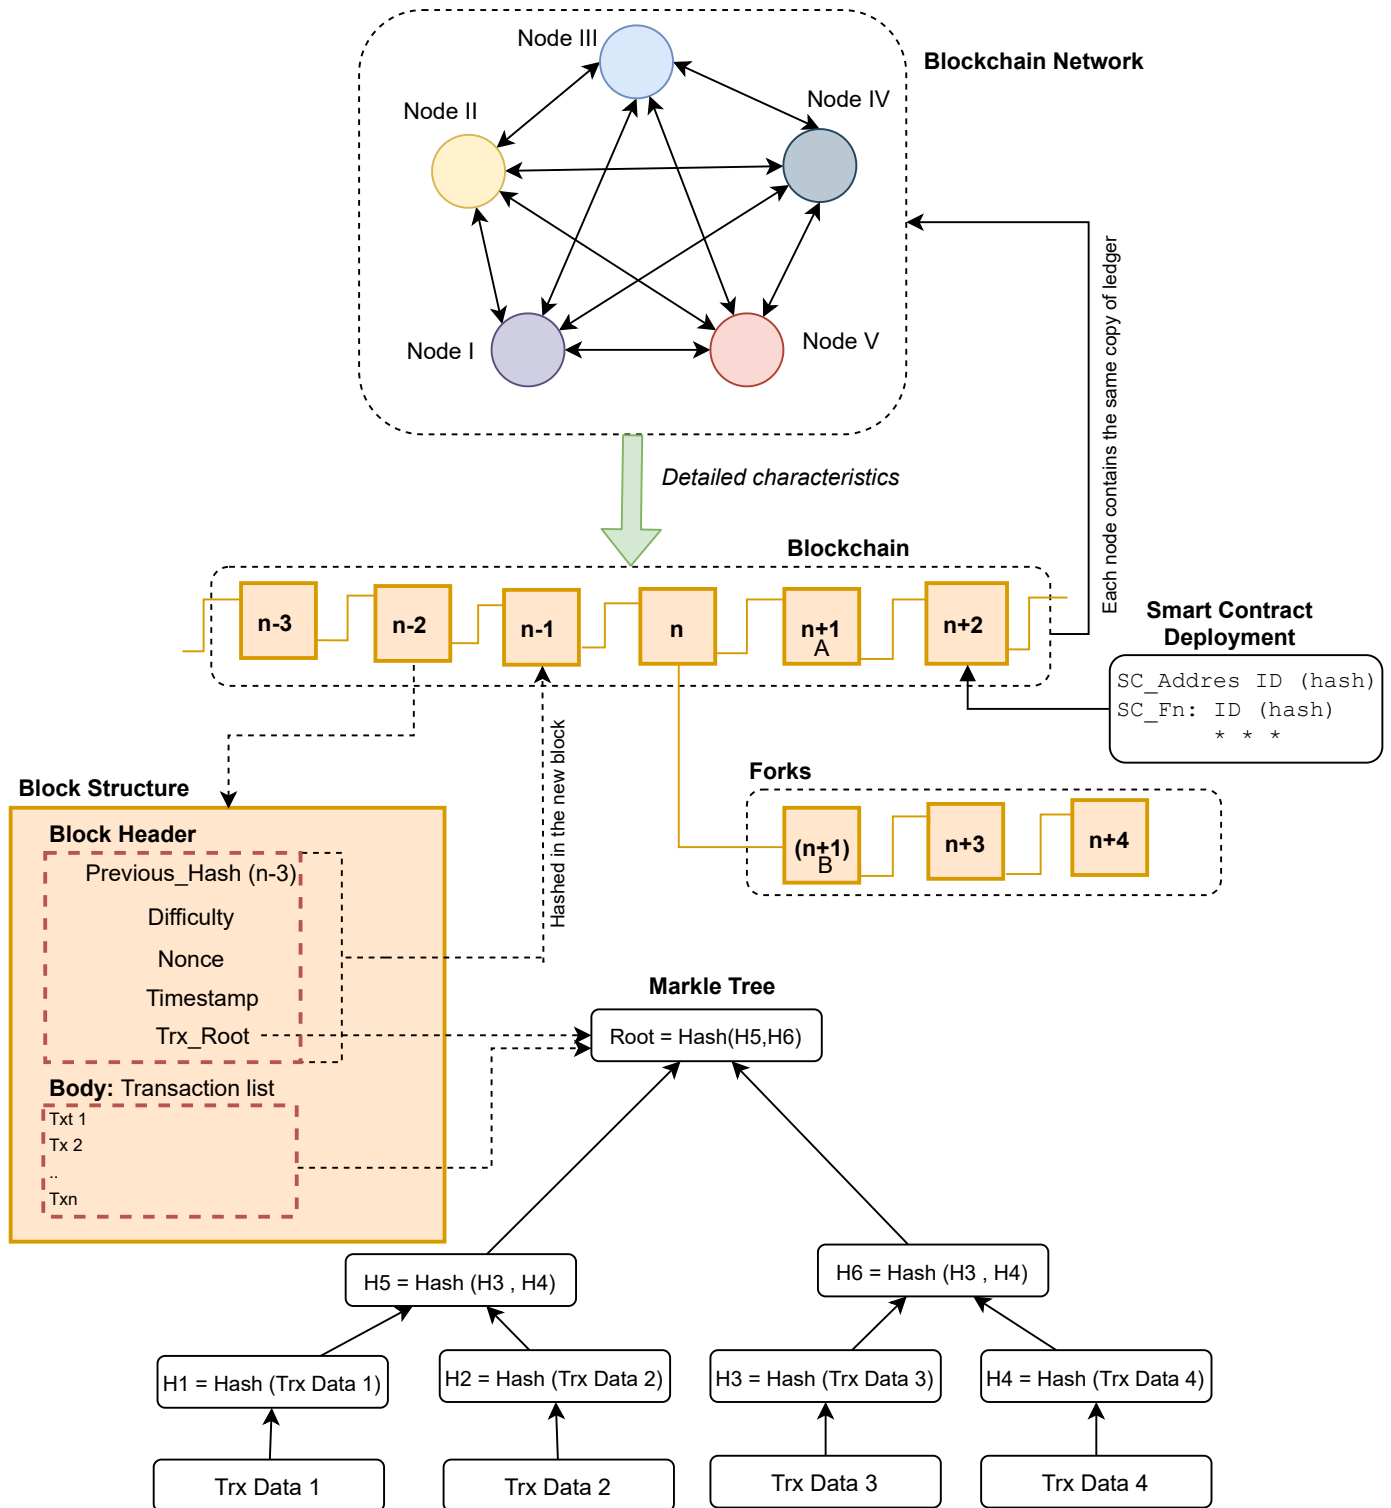 Node III
Blockchain Network
Node IV
Node II
Node I
Node V
Each node contains the same copy of ledger
Detailed characteristics
Blockchain
n-3
n-2
n-1
n
n+1
A
n+2
Smart Contract
Deployment
SC_Addres ID (hash)
SC_Fn: ID (hash)
* * *
Hashed in the new block
Forks
(n+1)
B
n+3
n+4
Block Structure
Block Header
Previous_Hash (n-3)
Difficulty
Nonce
Timestamp
Trx_Root
Body: Transaction list
Txt 1
Tx 2
..
Txn
Markle Tree
Root = Hash(H5,H6)
H5 = Hash (H3 , H4)
H6 = Hash (H3 , H4)
H1 = Hash (Trx Data 1)
H2 = Hash (Trx Data 2)
H3 = Hash (Trx Data 3)
H4 = Hash (Trx Data 4)
Trx Data 1
Trx Data 2
Trx Data 3
Trx Data 4